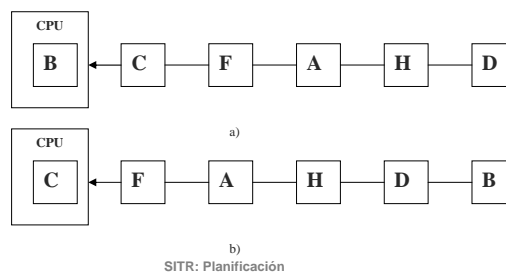 CPU
B C F A H D
a)
CPU
C F A H D B
b)
SITR: Planificación